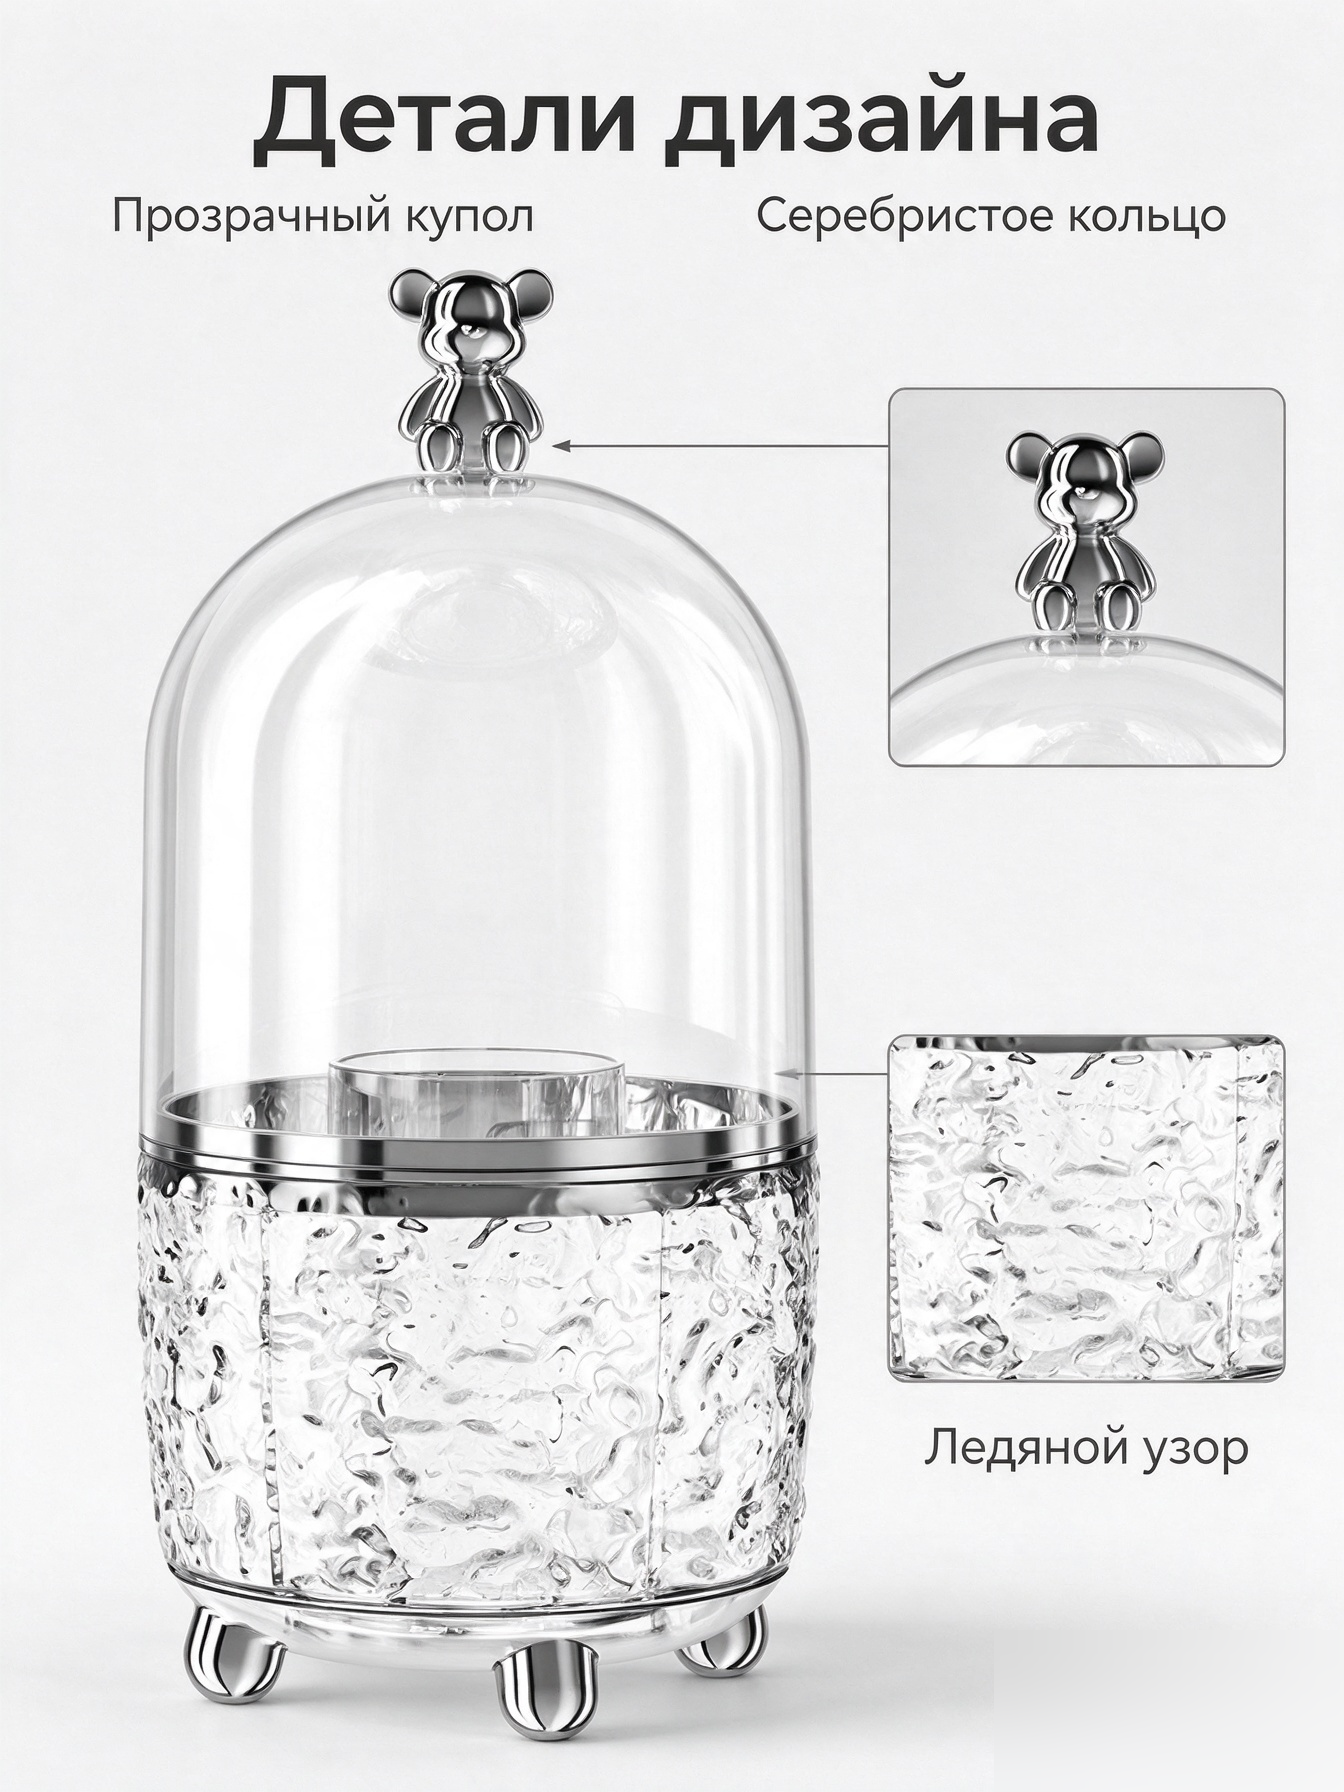 Детали дизайна
Прозрачный купол
Серебристое кольцо
Ледяной узор